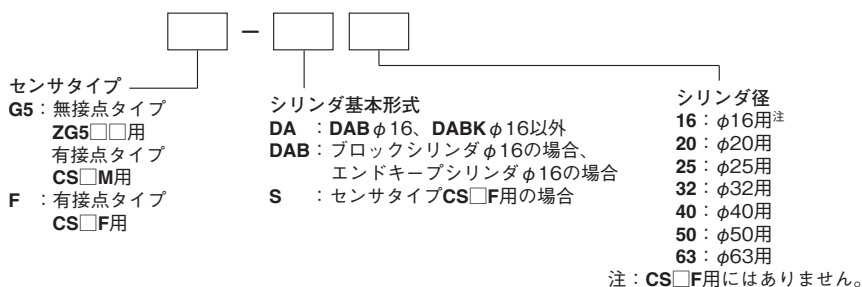 －
センサタイプ
G5：無接点タイプ
ZG5□□用
有接点タイプ
CS□M用
F ：有接点タイプ
CS□F用
シリンダ基本形式
DA ：DABφ16、DABKφ16以外
DAB：ブロックシリンダφ16の場合、
エンドキープシリンダφ16の場合
S ：センサタイプCS□F用の場合
シリンダ径
16：φ16用注
20：φ20用
25：φ25用
32：φ32用
40：φ40用
50：φ50用
63：φ63用
注：CS□F用にはありません。